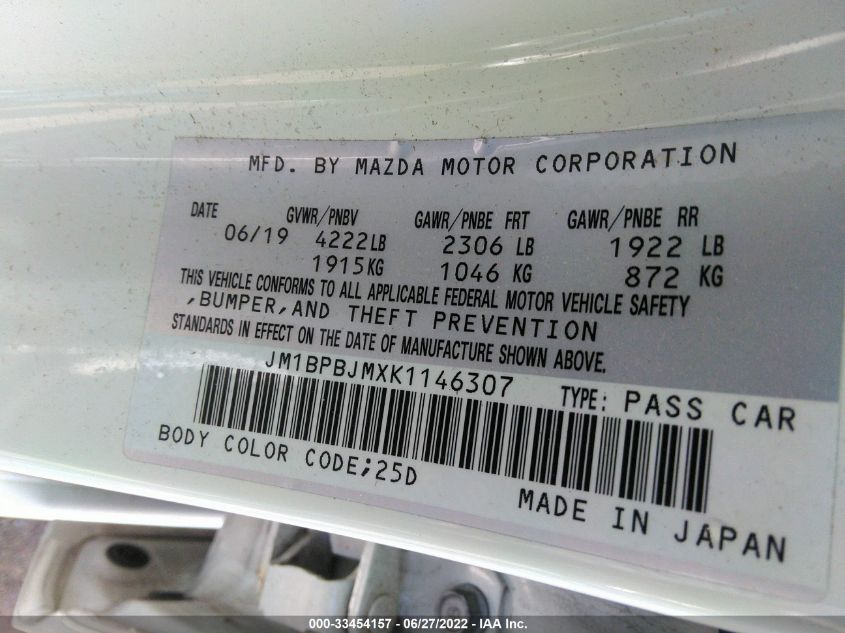 MFD. BY MAZDA MOTOR CORPORATION
DATE GVWR/PNBV GAWR/PNBE FRT GAWR/PNBE RR
06/19 4222LB 2306 LB 1922 LB
1915KG 1046 KG 872 KG
THIS VEHICLE CONFORMS TO ALL APPLICABLE FEDERAL MOTOR VEHICLE SAFETY
,BUMPER,AND THEFT PREVENTION
STANDARDS IN EFFECT ON THE DATE OF MANUFACTURE SHOWN ABOVE.
JM1BPBJMXK1146307 TYPE: PASS CAR
BODY COLOR CODE;25D
MADE IN JAPAN
000-33454157 - 06/27/2022 - IAA Inc.